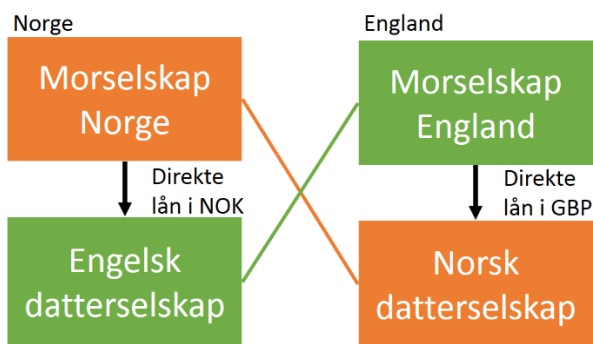 Norge
England
Morselskap
Norge
Morselskap
England
Direkte
lån i NOK
Direkte
lån i GBP
Engelsk
datterselskap
Norsk
datterselskap